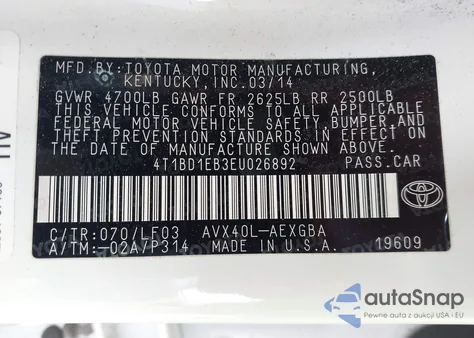 MFD.BY:TOYOTA MOTOR MANUFACTURING,
KENTUCKY,INC.03/14
GVWR 4700LB GAWR FR 2625LB RR 2500LB
THIS VEHICLE CONFORMS TO ALL APPLICABLE
FEDERAL MOTOR VEHICLE SAFETY,BUMPER,AND
THEFT PREVENTION STANDARDS IN EFFECT ON
THE DATE OF MANUFACTURE SHOWN ABOVE.
4T1BD1EB3EU026892
PASS.CAR
TOYOTA
C/TR:070/LF03 AVX40L-AEXGBA
A/TM:-02A/P314 MADE IN U.S.A. 19609
autoSnap
Pewne auta z aukcji USA i EU